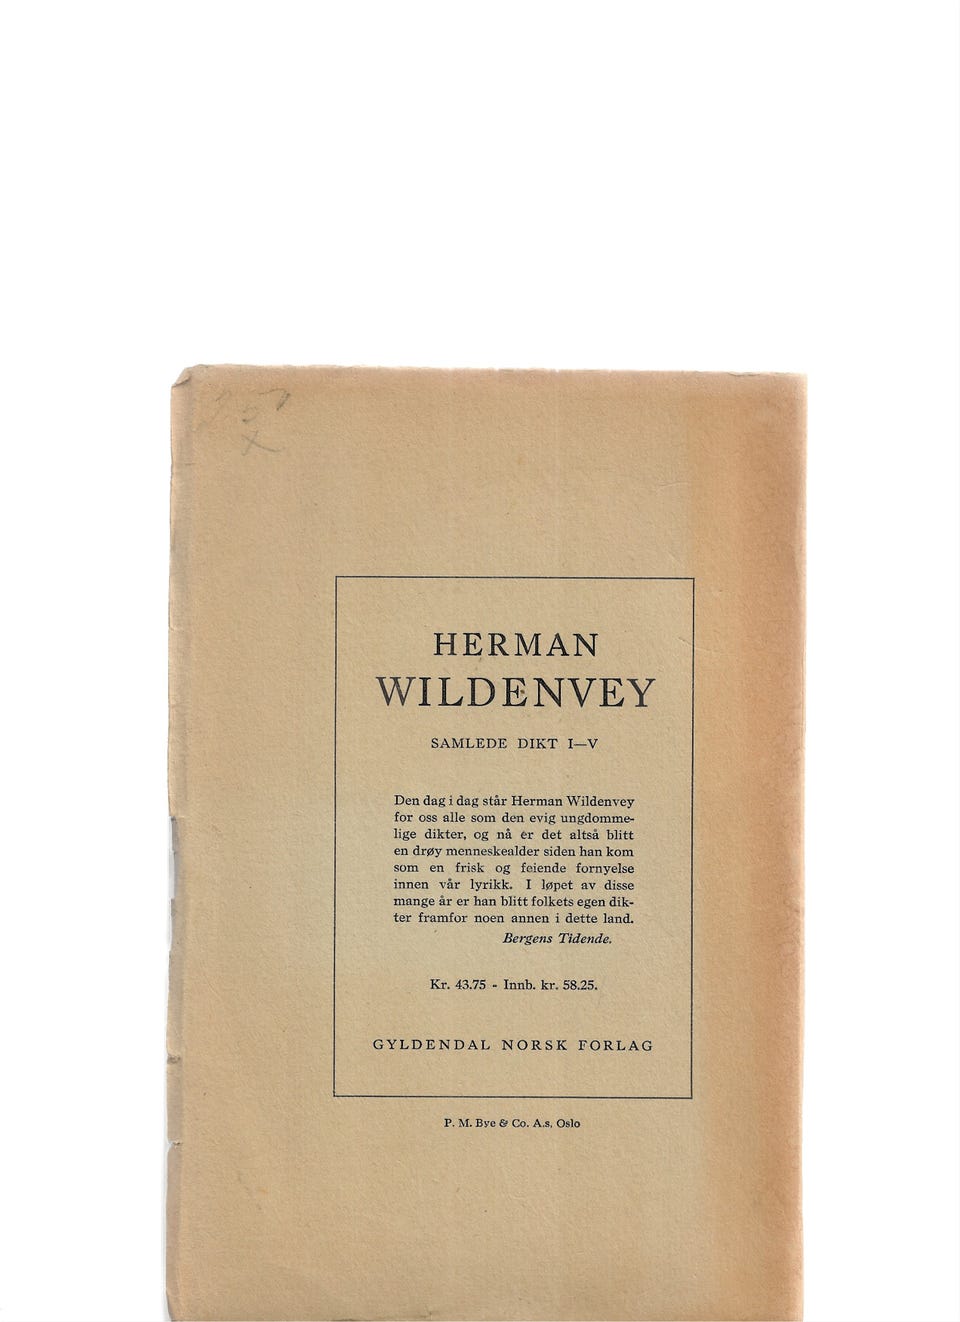 HERMAN
WILDENVEY
SAMLEDE DIKT I—V
Den dag i dag står Herman Wildenvey
for oss alle som den evig ungdomme-
lige dikter, og nå er det altså blitt
en drøy menneskealder siden han kom
som en frisk og feiende fornyelse
innen vår lyrikk. I løpet av disse
mange år er han blitt folkets egen dik-
ter framfor noen annen i dette land.
Bergens Tidende.
Kr. 43.75 - Innb. kr. 58.25.
GYLDENDAL NORSK FORLAG
P. M. Bye & Co. A.s. Oslo